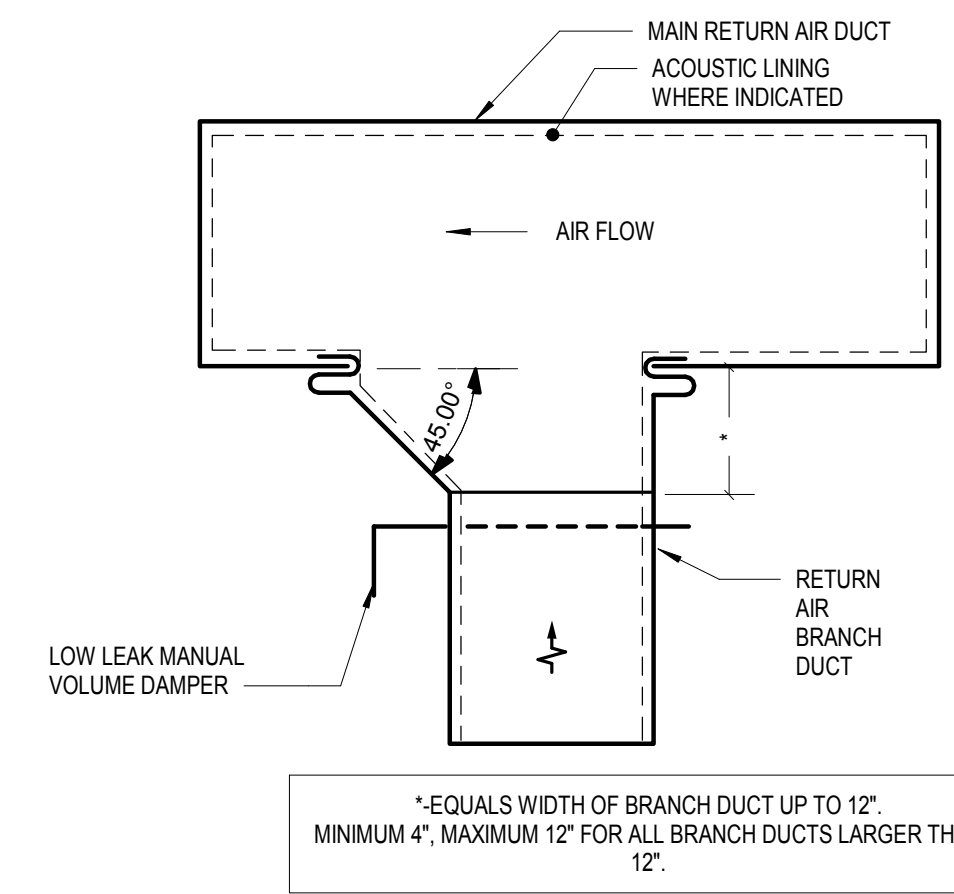 MAIN RETURN AIR DUCT
ACOUSTIC LINING
WHERE INDICATED
AIR FLOW
45.00°
*
RETURN
AIR
BRANCH
DUCT
LOW LEAK MANUAL
VOLUME DAMPER
*-EQUALS WIDTH OF BRANCH DUCT UP TO 12".
MINIMUM 4", MAXIMUM 12" FOR ALL BRANCH DUCTS LARGER TH
12".